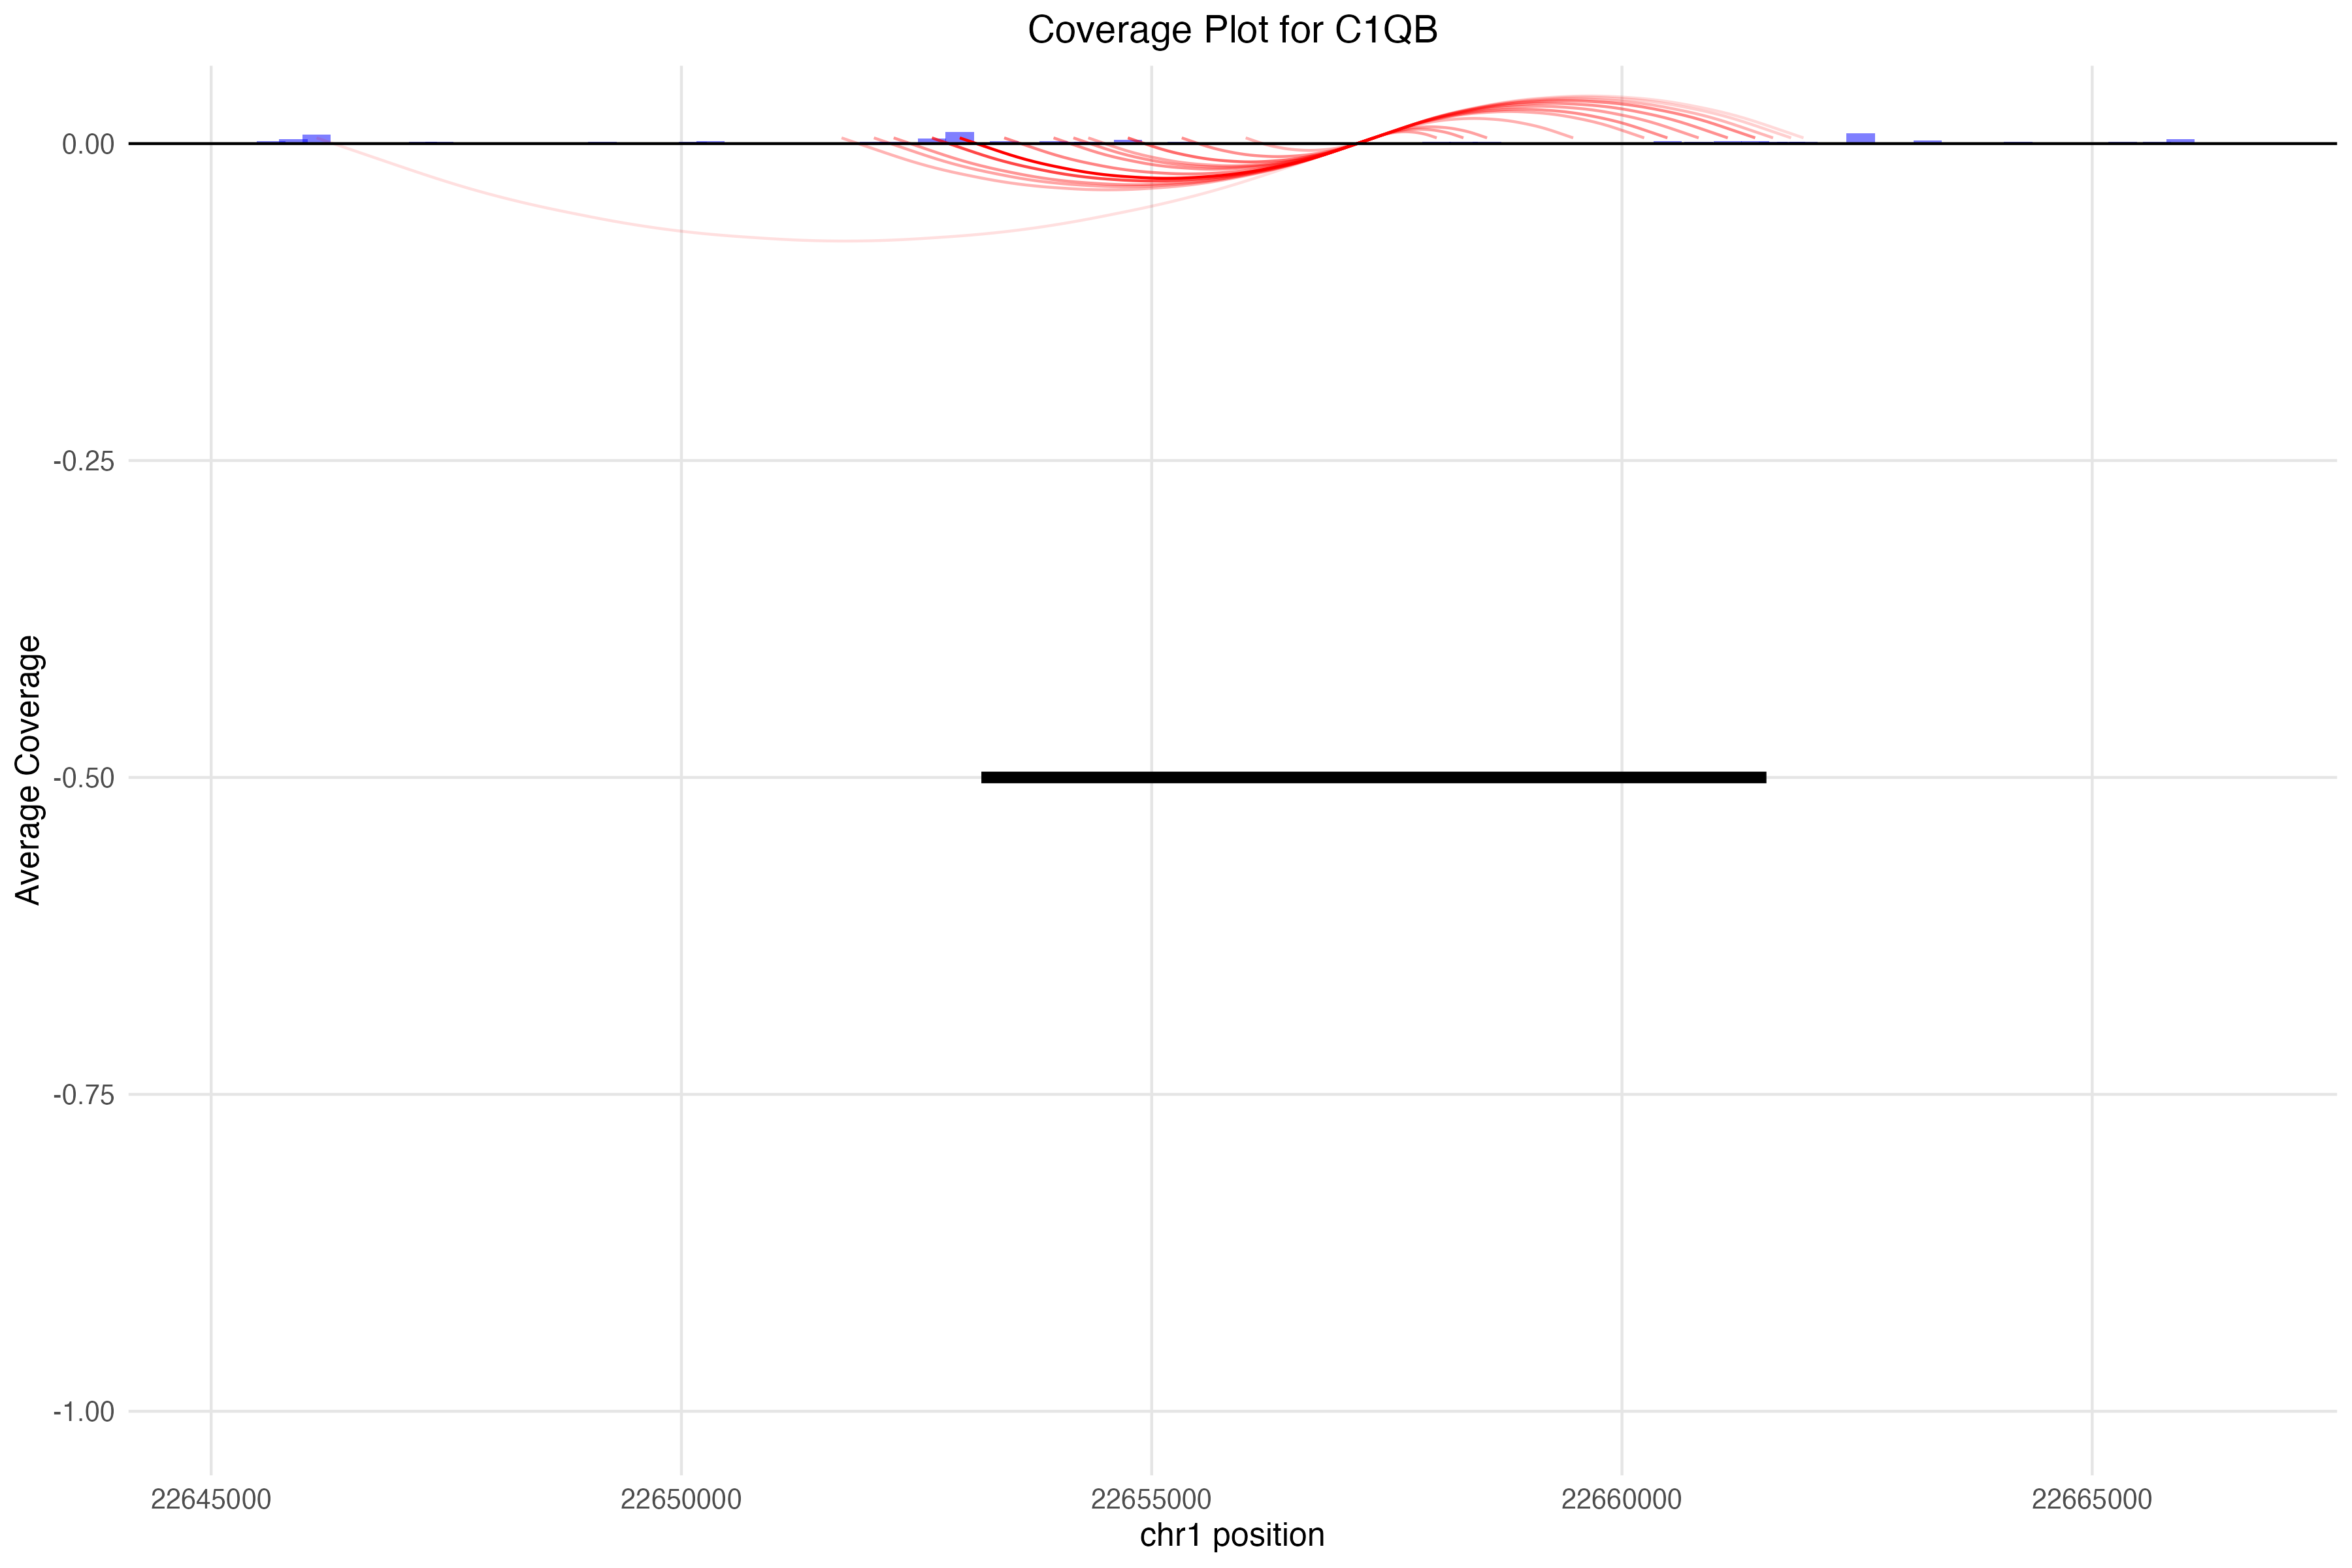 Coverage Plot for C1QB
Average Coverage
0.00
-0.25
-0.50
-0.75
-1.00
22645000 22650000 22655000 22660000 22665000
chr1 position